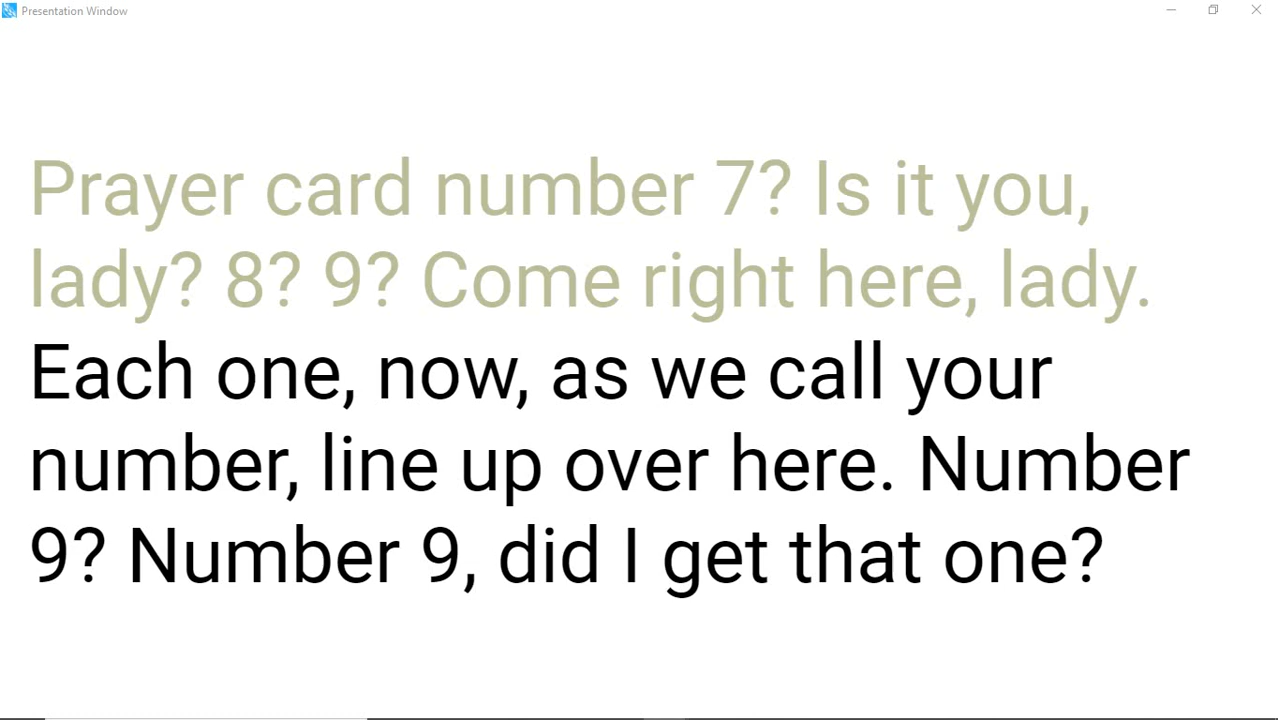 Presentation Window
Prayer card number 7? Is it you,
lady? 8? 9? Come right here, lady.
Each one, now, as we call your
number, line up over here. Number
9? Number 9, did I get that one?